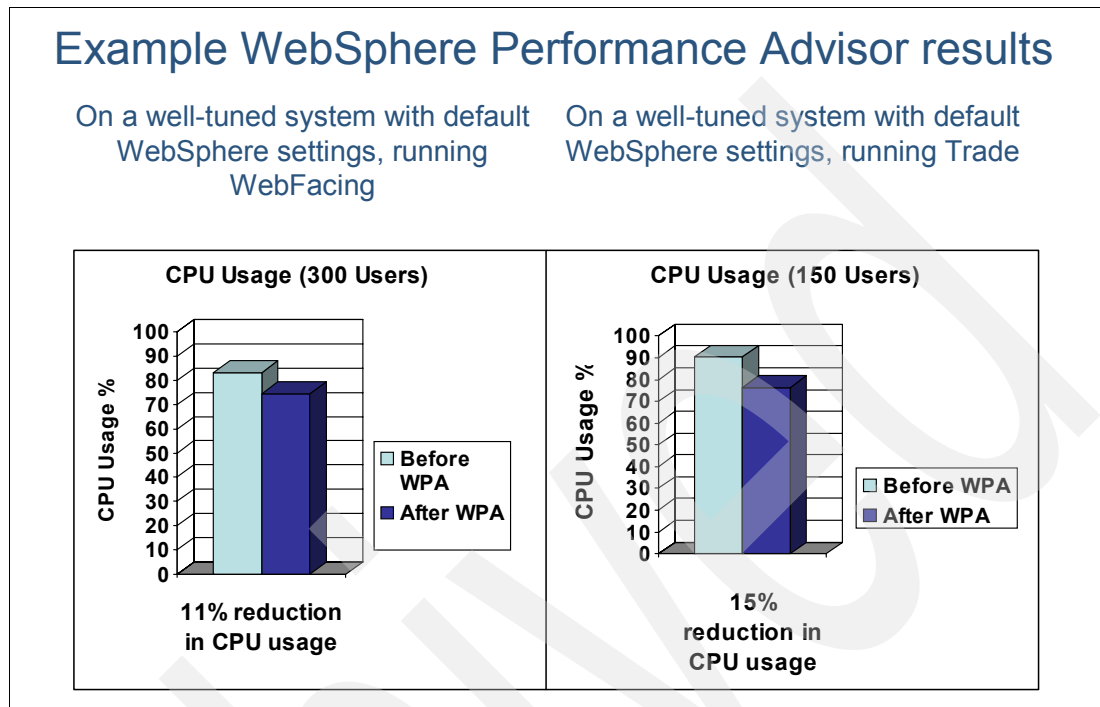 Example WebSphere Performance Advisor results
On a well-tuned system with default
WebSphere settings, running
WebFacing
On a well-tuned system with default
WebSphere settings, running Trade
CPU Usage (300 Users)
CPU Usage %
100
90
80
70
60
50
40
30
20
10
0
Before
WPA
After WPA
11% reduction
in CPU usage
CPU Usage (150 Users)
CPU Usage %
100
90
80
70
60
50
40
30
20
10
0
Before WPA
After WPA
15%
reduction in
CPU usage